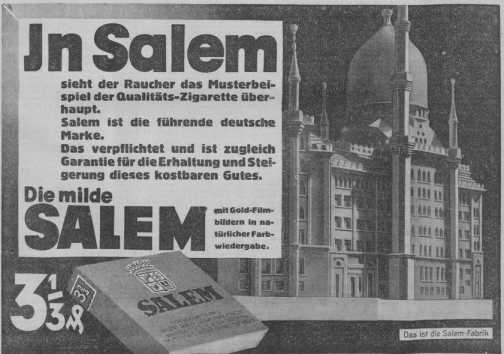 Jn Salem
sieht der Raucher das Musterbei-
spiel der Qualitäts-Zigarette über-
haupt.
Salem ist die führende deutsche
Marke.
Das verpflichtet und ist zugleich
Garantie für die Erhaltung und Stei-
gerung dieses kostbaren Gutes.
Die milde
SALEM
mit Gold-Film-
bildern in na-
türlicher Farb-
wiedergabe.
3 1/3 ₰
3⅓
SALEM
Das ist die Salem-Fabrik